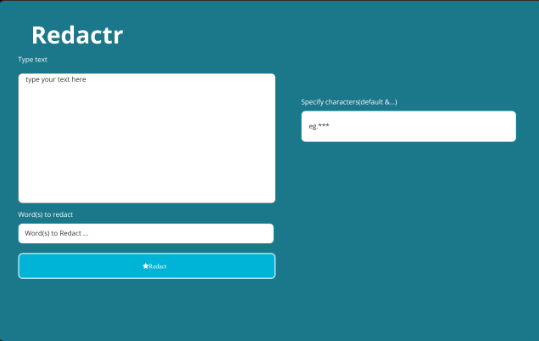 Redactr
Type text
type your text here
Specify characters(default &...)
eg.***
Word(s) to redact
Word(s) to Redact ...
★Redact